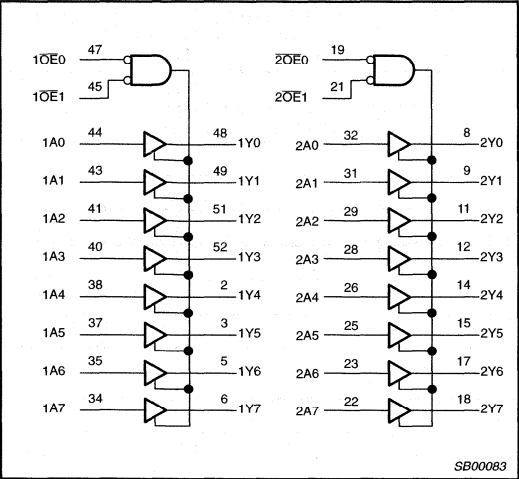 1OE0 47 2OE0 19
1OE1 45 2OE1 21
1A0 44 48 1Y0 2A0 32 8 2Y0
1A1 43 49 1Y1 2A1 31 9 2Y1
1A2 41 51 1Y2 2A2 29 11 2Y2
1A3 40 52 1Y3 2A3 28 12 2Y3
1A4 38 2 1Y4 2A4 26 14 2Y4
1A5 37 3 1Y5 2A5 25 15 2Y5
1A6 35 5 1Y6 2A6 23 17 2Y6
1A7 34 6 1Y7 2A7 22 18 2Y7
SB00083